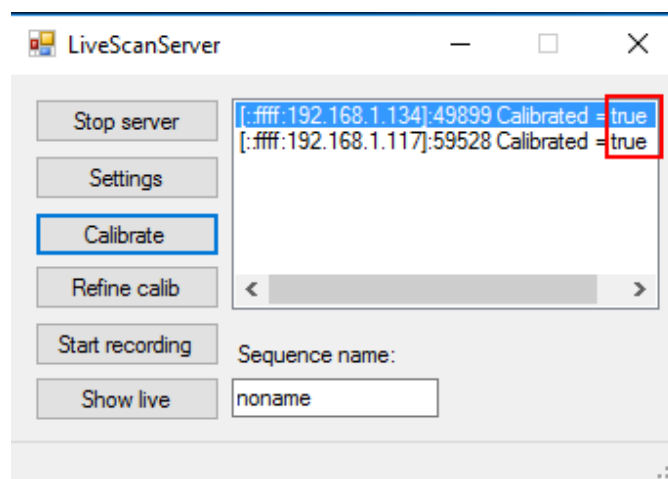 LiveScanServer
Stop server
Settings
Calibrate
Refine calib
Start recording
Show live
[::ffff:192.168.1.134]:49899 Calibrated = true
[::ffff:192.168.1.117]:59528 Calibrated = true
Sequence name:
noname